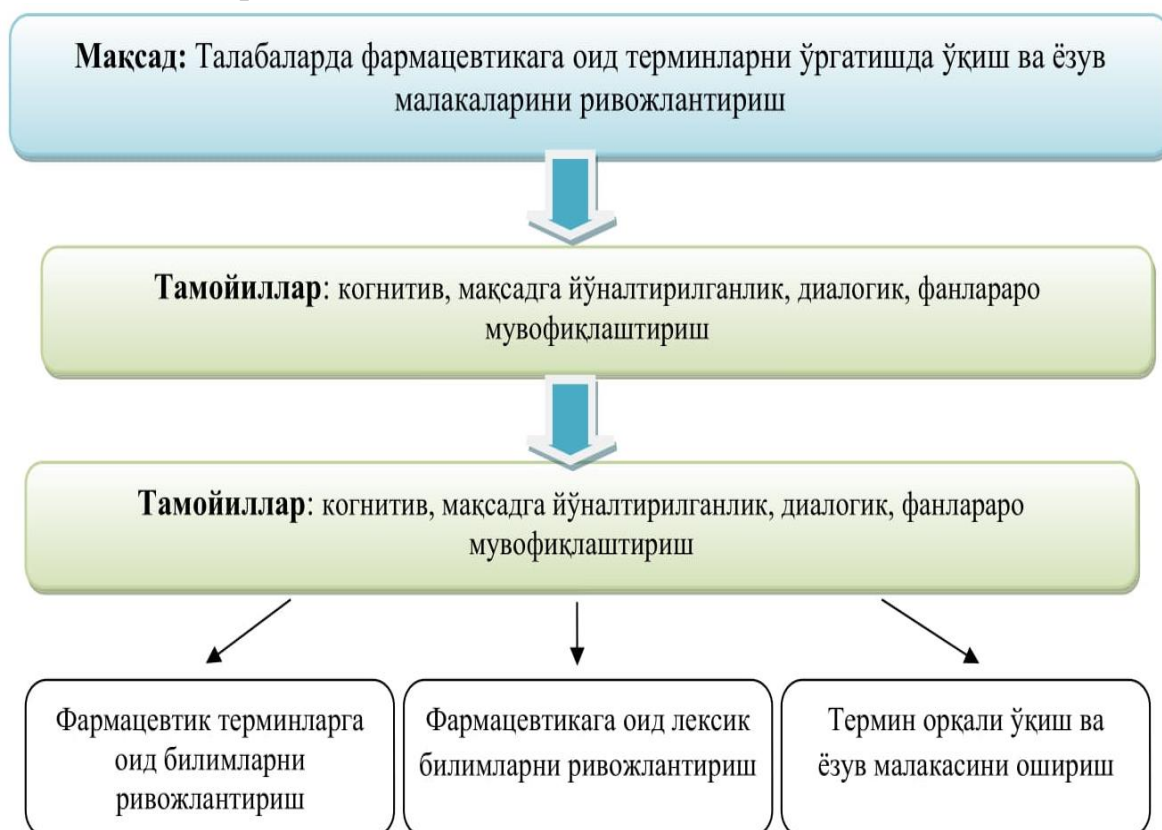 Мақсад: Талабаларда фармацевтикага оид терминларни ўргатишда ўқиш ва ёзув
малакаларини ривожлантириш
Тамойиллар: когнитив, мақсадга йўналтирилганлик, диалогик, фанлараро
мувофиқлаштириш
Тамойиллар: когнитив, мақсадга йўналтирилганлик, диалогик, фанлараро
мувофиқлаштириш
Фармацевтик терминларга
оид билимларни
ривожлантириш
Фармацевтикага оид лексик
билимларни ривожлантириш
Термин орқали ўқиш ва
ёзув малакасини ошириш